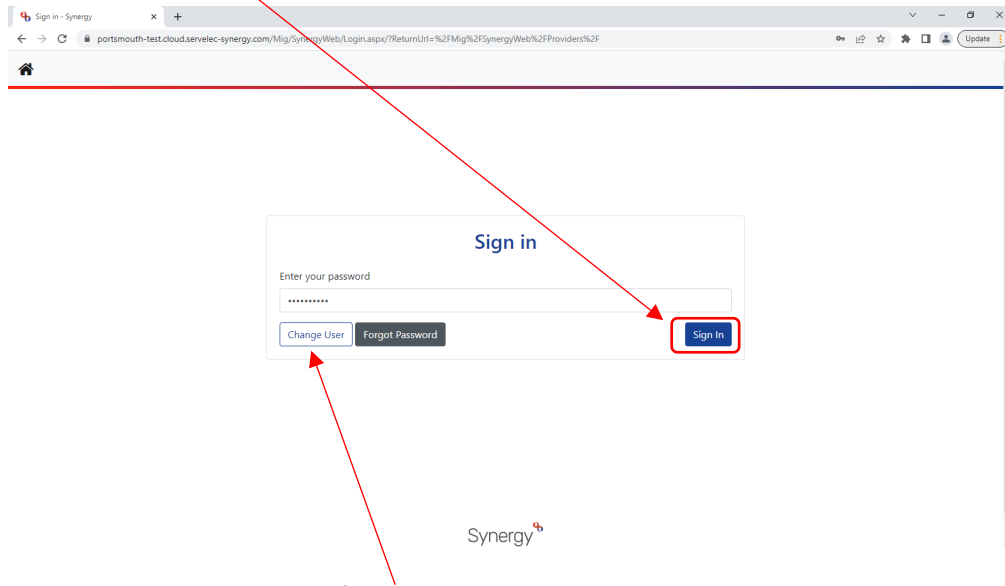 Sign in - Synergy
portsmouth-test.cloud.servelec-synergy.com/Mig/SynergyWeb/Login.aspx/?ReturnUrl=%2FMig%2FSynergyWeb%2FProviders%2F
Update
Sign in
Enter your password
Change User Forgot Password Sign In
Synergy